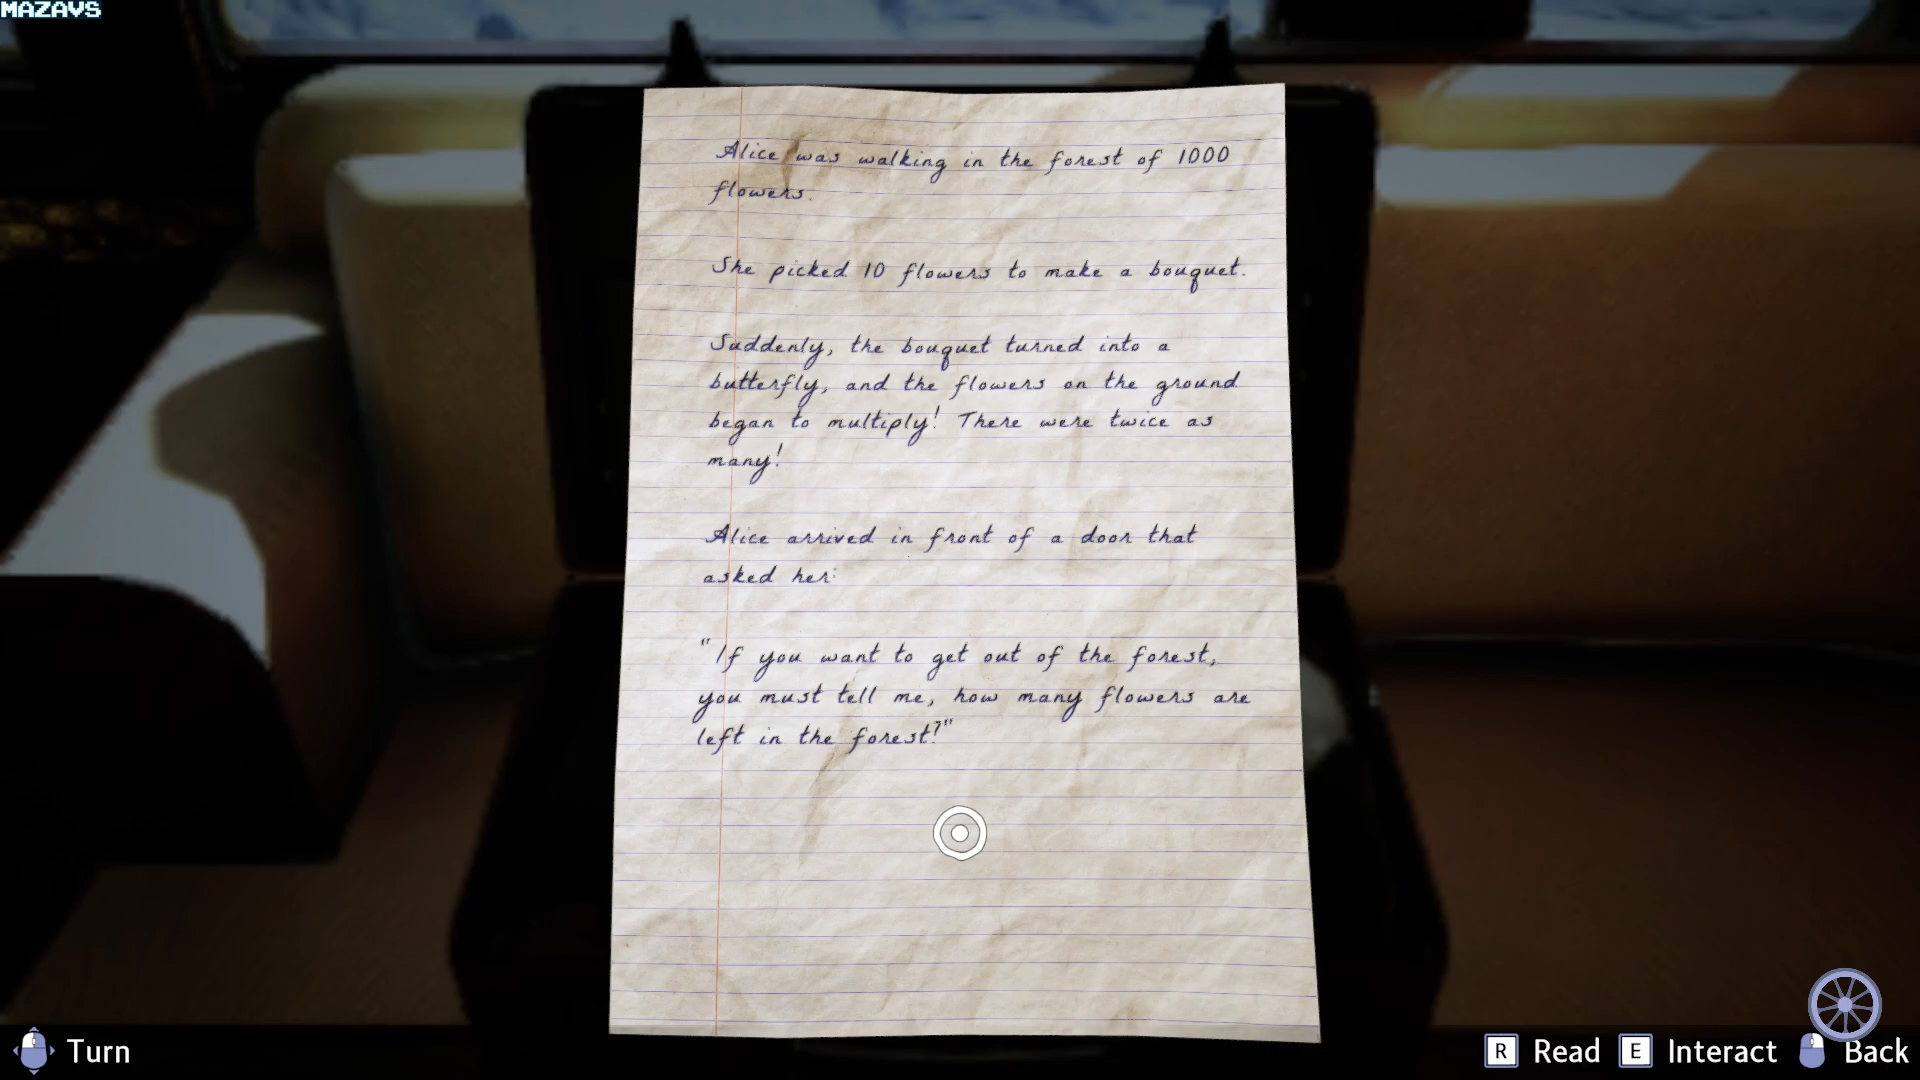 MAZAVS
Alice was walking in the forest of 1000
flowers.
She picked 10 flowers to make a bouquet.
Suddenly, the bouquet turned into a
butterfly, and the flowers on the ground
began to multiply! There were twice as
many!
Alice arrived in front of a door that
asked her:
"If you want to get out of the forest,
you must tell me, how many flowers are
left in the forest?"
Turn
R Read E Interact Back